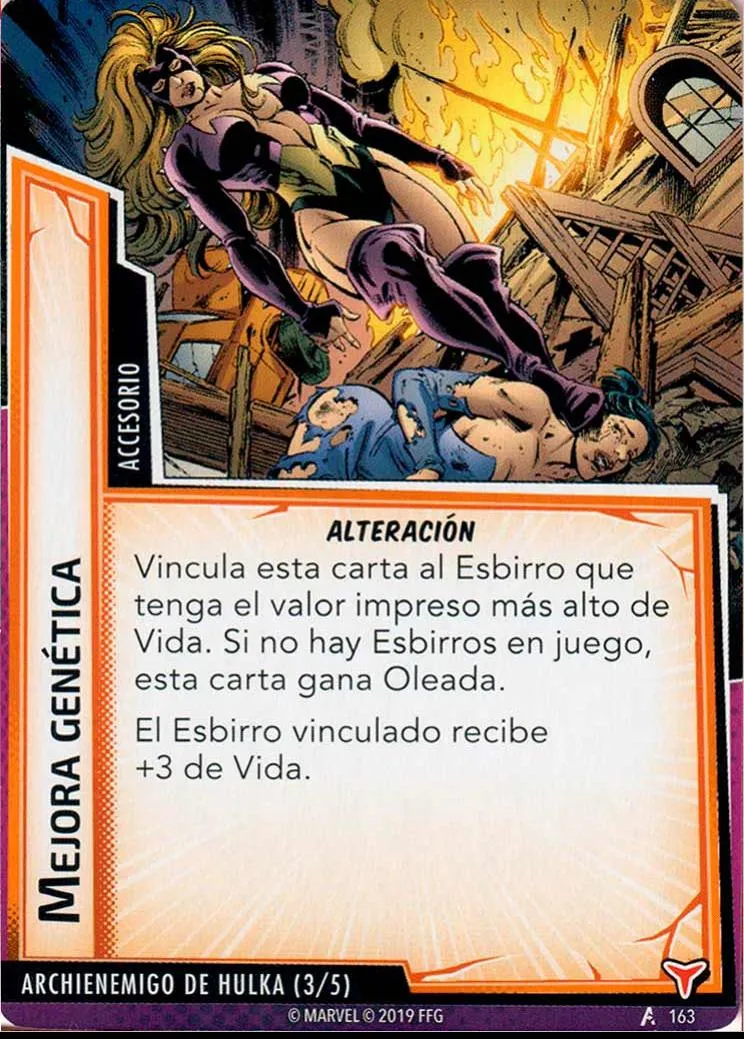 ACCESORIO
MEJORA GENÉTICA
ALTERACIÓN
Vincula esta carta al Esbirro que
tenga el valor impreso más alto de
Vida. Si no hay Esbirros en juego,
esta carta gana Oleada.
El Esbirro vinculado recibe
+3 de Vida.
ARCHIENEMIGO DE HULKA (3/5)
© MARVEL © 2019 FFG
163